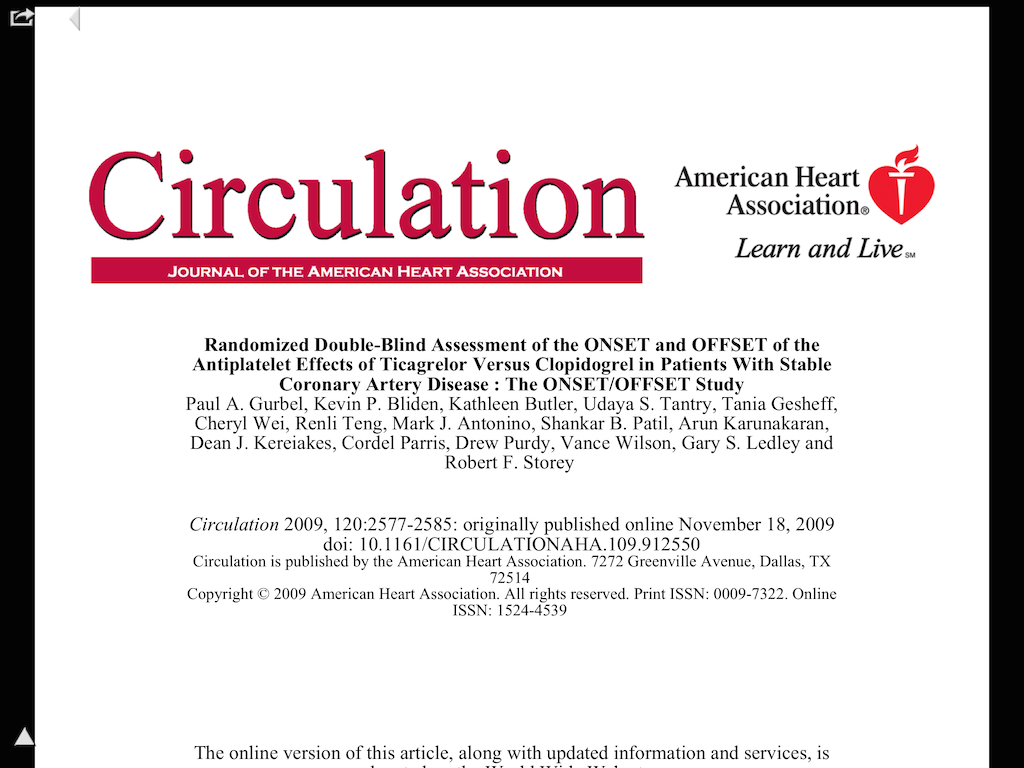 Circulation
JOURNAL OF THE AMERICAN HEART ASSOCIATION
American Heart
Association®
Learn and Live SM
Randomized Double-Blind Assessment of the ONSET and OFFSET of the
Antiplatelet Effects of Ticagrelor Versus Clopidogrel in Patients With Stable
Coronary Artery Disease : The ONSET/OFFSET Study
Paul A. Gurbel, Kevin P. Bliden, Kathleen Butler, Udaya S. Tantry, Tania Gesheff,
Cheryl Wei, Renli Teng, Mark J. Antonino, Shankar B. Patil, Arun Karunakaran,
Dean J. Kereiakes, Cordel Parris, Drew Purdy, Vance Wilson, Gary S. Ledley and
Robert F. Storey
Circulation 2009, 120:2577-2585: originally published online November 18, 2009
doi: 10.1161/CIRCULATIONAHA.109.912550
Circulation is published by the American Heart Association. 7272 Greenville Avenue, Dallas, TX
72514
Copyright © 2009 American Heart Association. All rights reserved. Print ISSN: 0009-7322. Online
ISSN: 1524-4539
The online version of this article, along with updated information and services, is